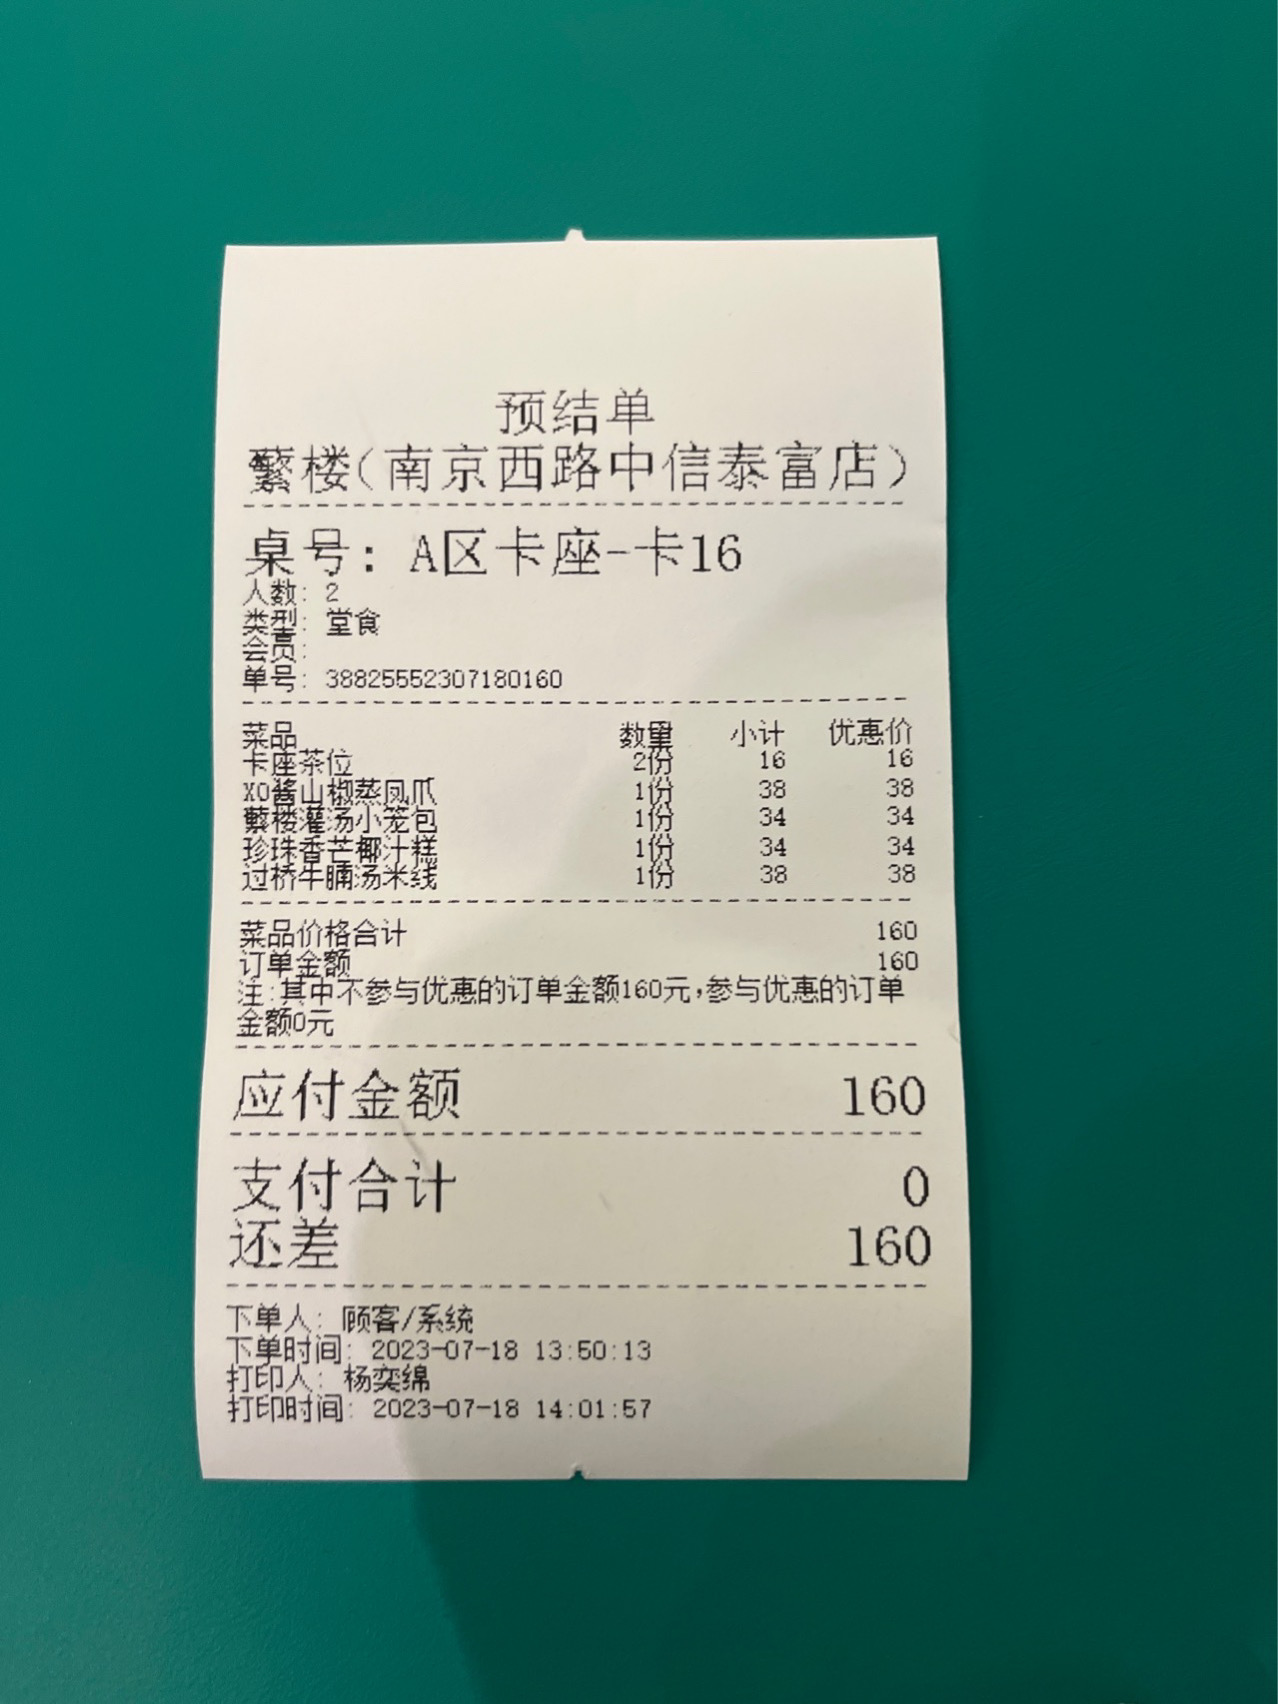 预结单
蘩楼(南京西路中信泰富店)
桌号: A区卡座-卡16
人数: 2
类型: 堂食
会员:
单号: 38825552307180160
菜品 数量 小计 优惠价
卡座茶位 2份 16 16
XO酱山椒蒸凤爪 1份 38 38
蘩楼灌汤小笼包 1份 34 34
珍珠香芒椰汁糕 1份 34 34
过桥牛腩汤米线 1份 38 38
菜品价格合计 160
订单金额 160
注:其中不参与优惠的订单金额160元,参与优惠的订单
金额0元
应付金额 160
支付合计 0
还差 160
下单人: 顾客/系统
下单时间: 2023-07-18 13:50:13
打印人: 杨奕绵
打印时间: 2023-07-18 14:01:57